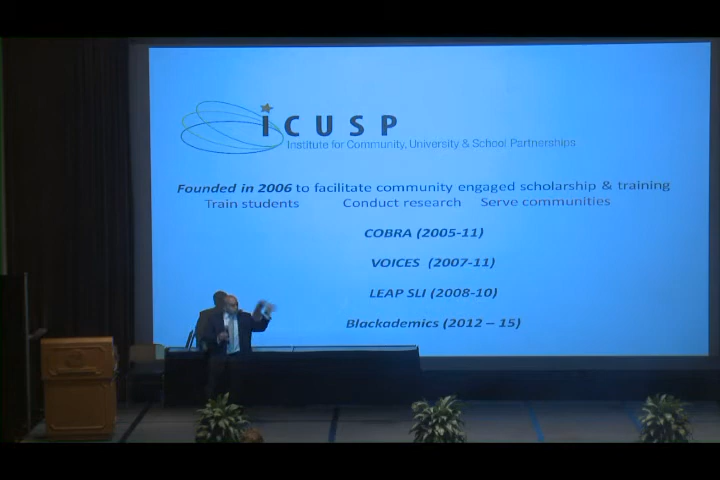 iCUSP
Institute for Community, University & School Partnerships
Founded in 2006 to facilitate community engaged scholarship & training
Train students Conduct research Serve communities
COBRA (2005-11)
VOICES (2007-11)
LEAP SLI (2008-10)
Blackademics (2012 – 15)